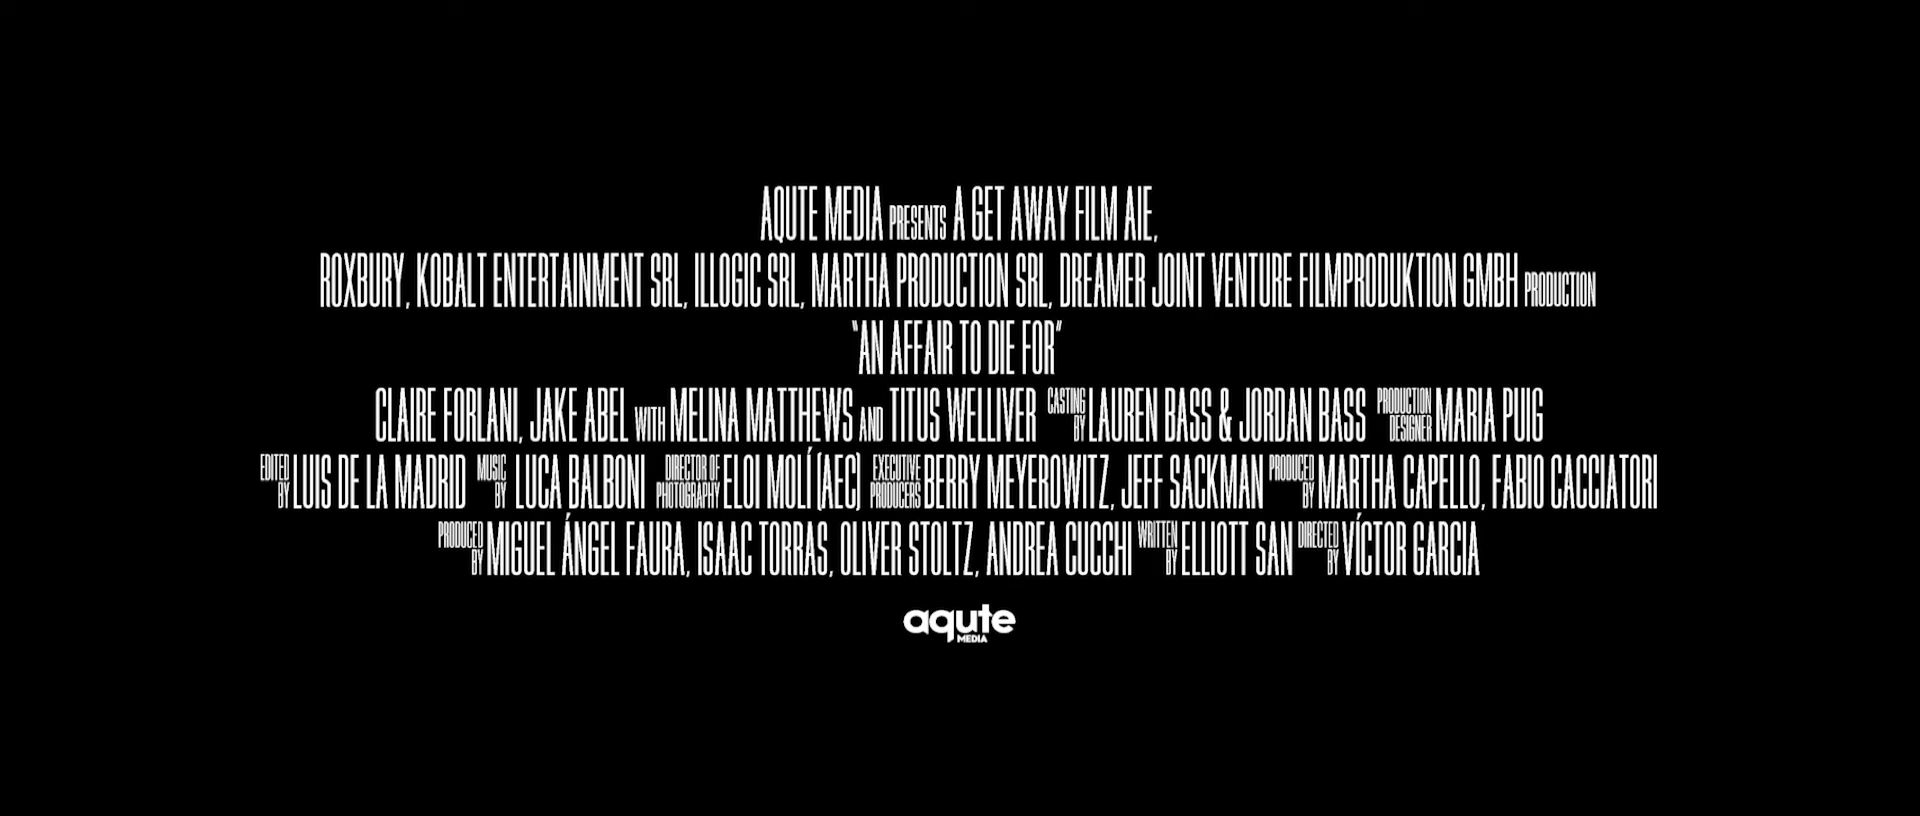 AQUTE MEDIA PRESENTS A GET AWAY FILM AIE,
ROXBURY, KOBALT ENTERTAINMENT SRL, ILLOGIC SRL, MARTHA PRODUCTION SRL, DREAMER JOINT VENTURE FILMPRODUKTION GMBH PRODUCTION
"AN AFFAIR TO DIE FOR"
CLAIRE FORLANI, JAKE ABEL WITH MELINA MATTHEWS AND TITUS WELLIVER CASTING BY LAUREN BASS & JORDAN BASS PRODUCTION DESIGNER MARIA PUIG
EDITED BY LUIS DE LA MADRID MUSIC BY LUCA BALBONI DIRECTOR OF PHOTOGRAPHY ELOI MOLÍ (AEC) EXECUTIVE PRODUCERS BERRY MEYEROWITZ, JEFF SACKMAN PRODUCED BY MARTHA CAPELLO, FABIO CACCIATORI
PRODUCED BY MIGUEL ÁNGEL FAURA, ISAAC TORRAS, OLIVER STOLTZ, ANDREA CUCCHI WRITTEN BY ELLIOTT SAN DIRECTED BY VÍCTOR GARCIA
aqute
MEDIA